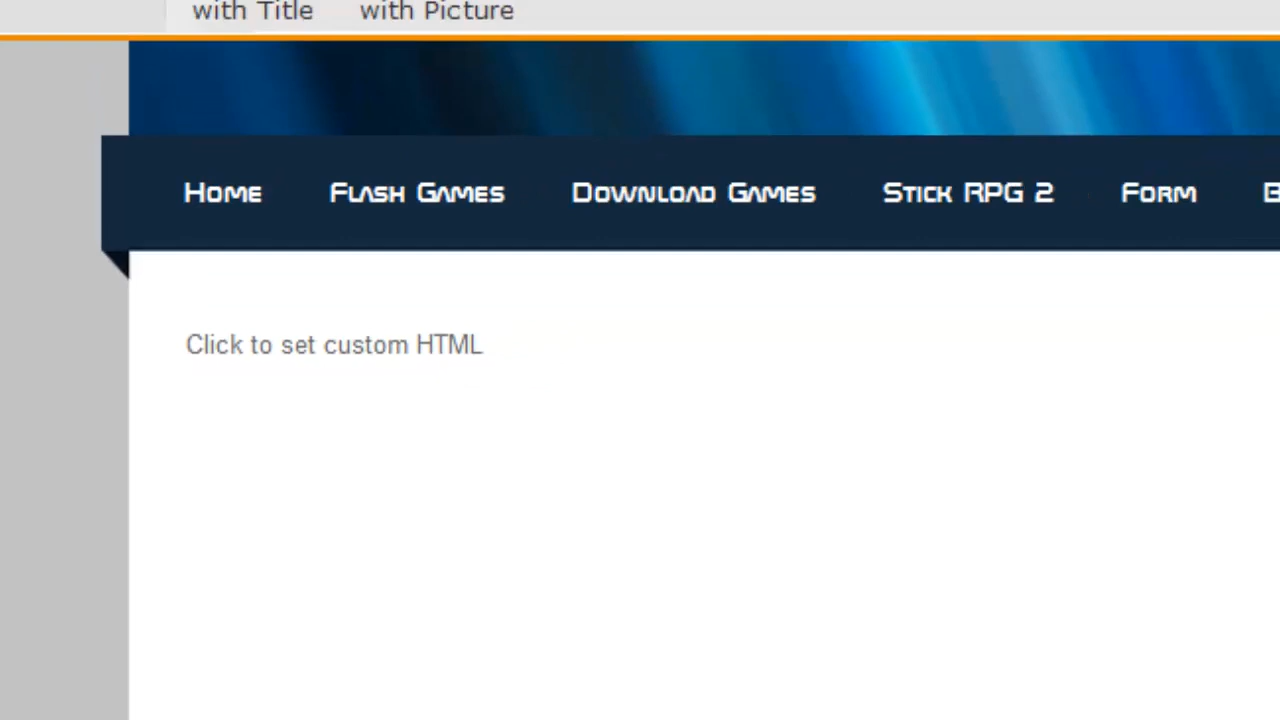 with Title with Picture
Home Flash Games Download Games Stick RPG 2 Form
Click to set custom HTML